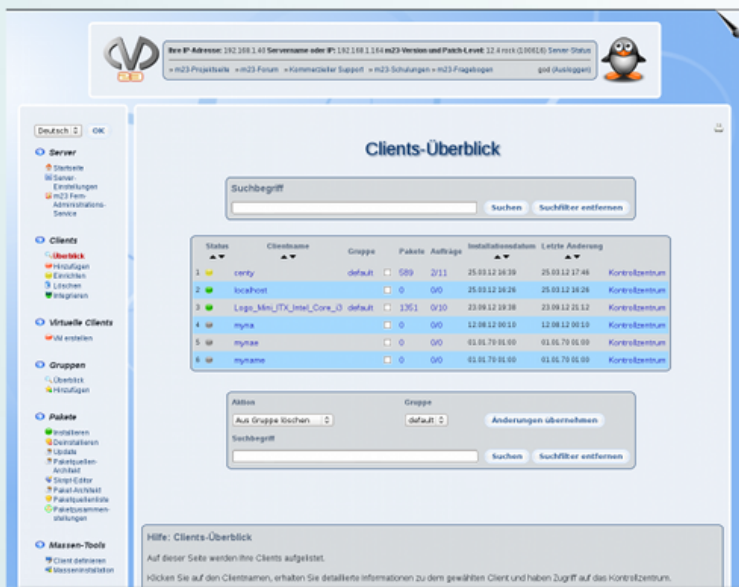 Ihre IP-Adresse: 192.168.1.40 Servername oder IP: 192.168.1.164 m23-Version und Patch-Level: 12.4 rock (190616) Server-Status
» m23-Projektseite » m23-Forum » Kommerzieller Support » m23-Schulungen » m23-Fragebogen god (Ausloggen)
Deutsch OK
Server
Startseite
Server-
Einstellungen
m23 Fern-
Administrations-
Service
Clients
Überblick
Hinzufügen
Einrichten
Löschen
Integrieren
Virtuelle Clients
VM erstellen
Gruppen
Überblick
Hinzufügen
Pakete
Installieren
Deinstallieren
Update
Paketquellen-
Architekt
Skript-Editor
Paket-Architekt
Paketquellenliste
Paketzusammen-
stellungen
Massen-Tools
Client definieren
Masseninstallation
Clients-Überblick
Suchbegriff
Suchen Suchfilter entfernen
Status Clientname Gruppe Pakete Aufträge Installationsdatum Letzte Änderung
1 centy default 589 2/11 25.03.12 16:39 25.03.12 17:46 Kontrollzentrum
2 localhost 0 0/0 25.03.12 16:26 25.03.12 16:26 Kontrollzentrum
3 Logo_Mini_ITX_Intel_Core_i3 default 1351 0/10 23.09.12 19:38 23.09.12 21:12 Kontrollzentrum
4 myna 0 0/0 12.08.12 00:10 12.08.12 00:10 Kontrollzentrum
5 mynae 0 0/0 01.01.70 01:00 01.01.70 01:00 Kontrollzentrum
6 myname 0 0/0 01.01.70 01:00 01.01.70 01:00 Kontrollzentrum
Aktion Gruppe
Aus Gruppe löschen default Änderungen übernehmen
Suchbegriff
Suchen Suchfilter entfernen
Hilfe: Clients-Überblick
Auf dieser Seite werden Ihre Clients aufgelistet.
Klicken Sie auf den Clientnamen, erhalten Sie detaillierte Informationen zu dem gewählten Client und haben Zugriff auf das Kontrollzentrum.